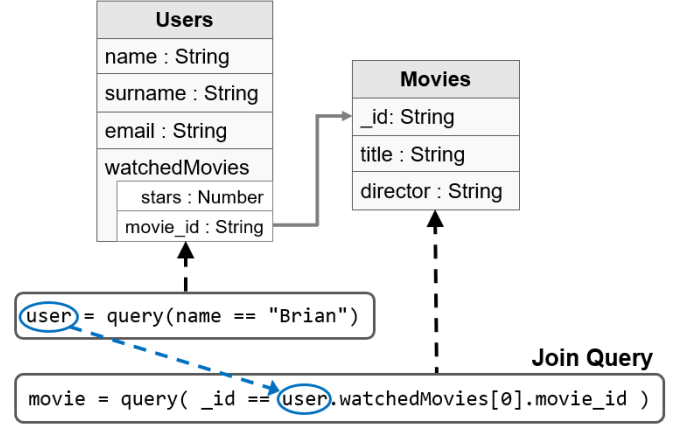 Users
name : String
surname : String
email : String
watchedMovies
stars : Number
movie_id : String
Movies
_id: String
title : String
director : String
user = query(name == "Brian")
Join Query
movie = query( _id == user.watchedMovies[0].movie_id )